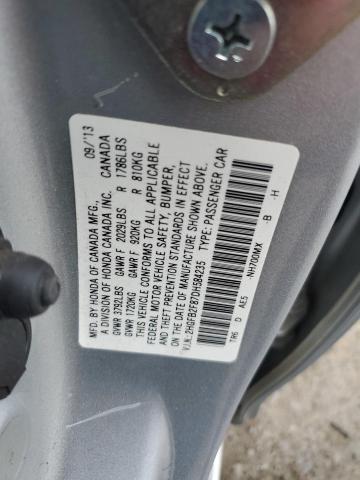 MFD. BY HONDA OF CANADA MFG., 09/13
A DIVISION OF HONDA CANADA INC. CANADA
GVWR 3792LBS GAWR F 2029LBS R 1786LBS
GVWR 1720KG GAWR F 920KG R 810KG
THIS VEHICLE CONFORMS TO ALL APPLICABLE
FEDERAL MOTOR VEHICLE SAFETY, BUMPER,
AND THEFT PREVENTION STANDARDS IN EFFECT
ON THE DATE OF MANUFACTURE SHOWN ABOVE.
V.I.N.: 2HGFB2F87DH584235 TYPE: PASSENGER CAR
TR6 D AE5 NH700MX B H